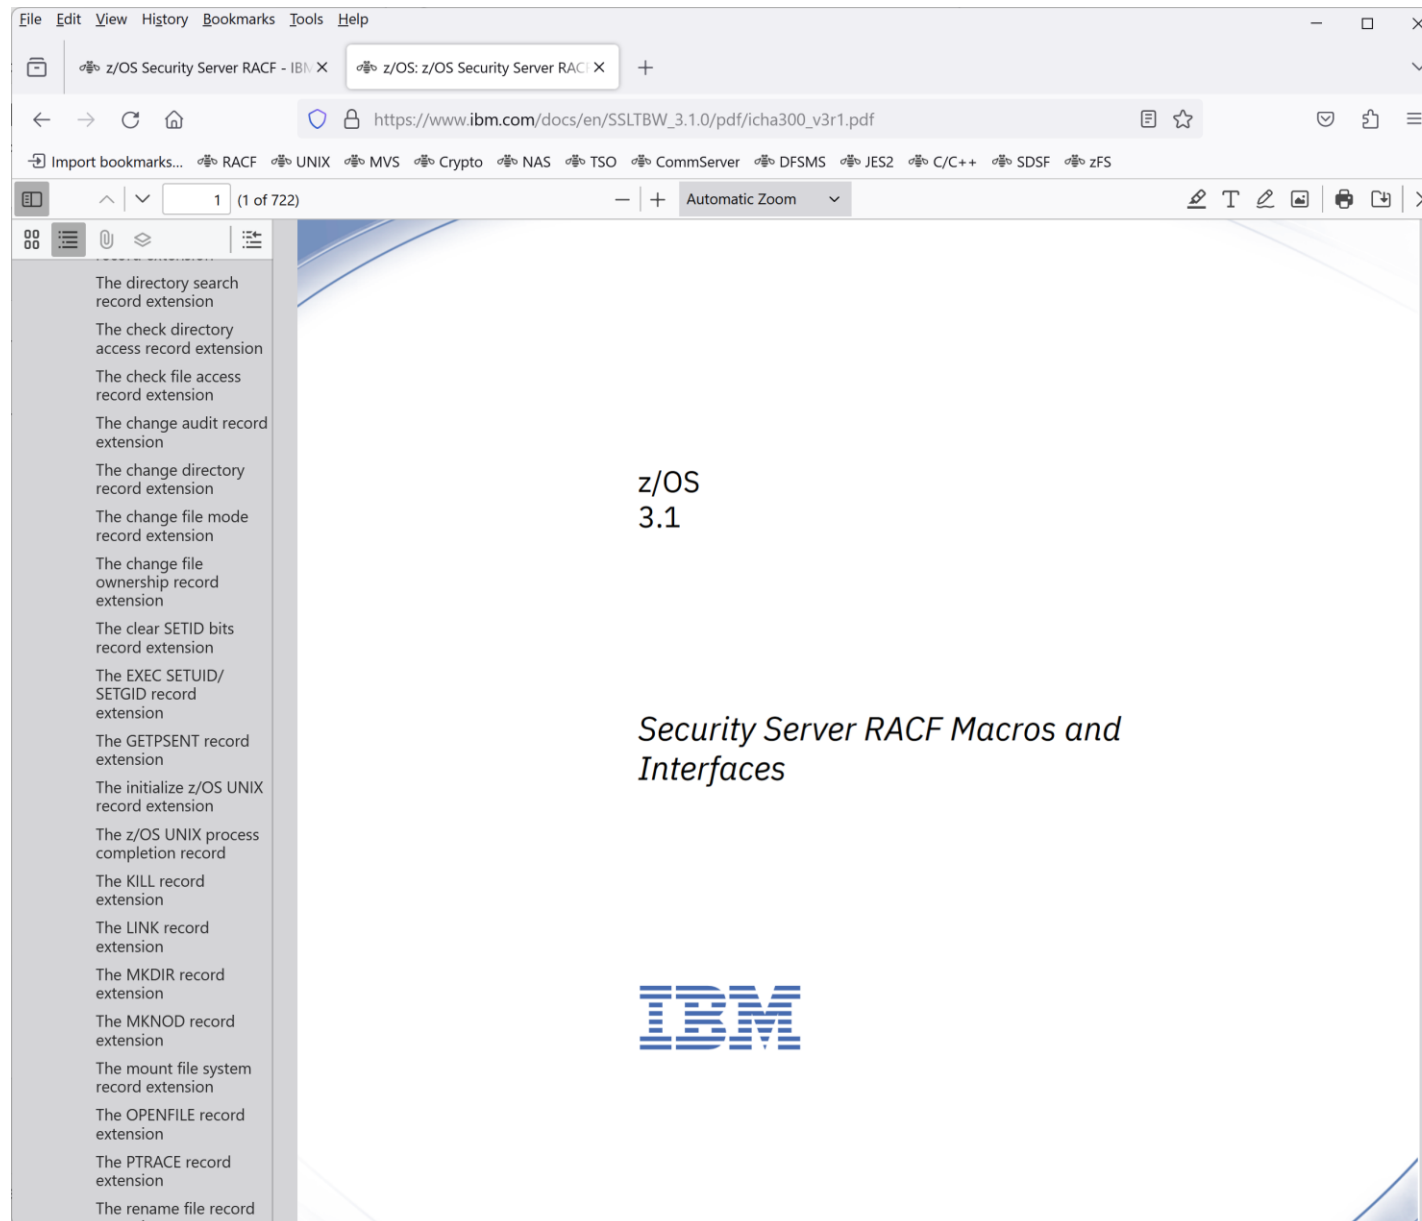 File Edit View History Bookmarks Tools Help
z/OS Security Server RACF - IBM
z/OS: z/OS Security Server RACF
https://www.ibm.com/docs/en/SSLTBW_3.1.0/pdf/icha300_v3r1.pdf
Import bookmarks... RACF UNIX MVS Crypto NAS TSO CommServer DFSMS JES2 C/C++ SDSF zFS
1 (1 of 722) Automatic Zoom
The directory search
record extension
The check directory
access record extension
The check file access
record extension
The change audit record
extension
The change directory
record extension
The change file mode
record extension
The change file
ownership record
extension
The clear SETID bits
record extension
The EXEC SETUID/
SETGID record
extension
The GETPSENT record
extension
The initialize z/OS UNIX
record extension
The z/OS UNIX process
completion record
The KILL record
extension
The LINK record
extension
The MKDIR record
extension
The MKNOD record
extension
The mount file system
record extension
The OPENFILE record
extension
The PTRACE record
extension
The rename file record
z/OS
3.1
Security Server RACF Macros and
Interfaces
IBM